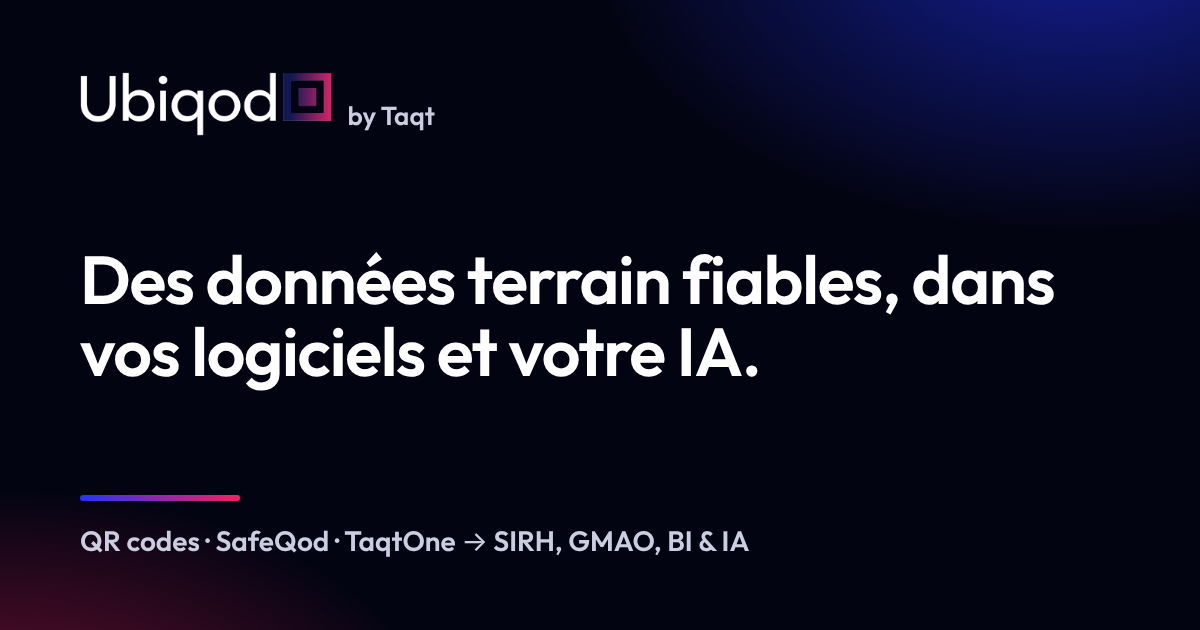 Ubiqod by Taqt
Des données terrain fiables, dans
vos logiciels et votre IA.
QR codes · SafeQod · TaqtOne → SIRH, GMAO, BI & IA